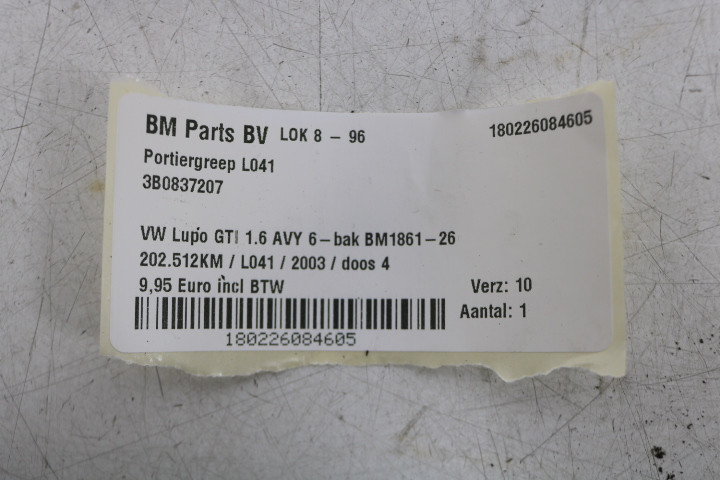 BM Parts BV LOK 8 - 96 180226084605
Portiergreep L041
3B0837207
VW Lupo GTI 1.6 AVY 6-bak BM1861-26
202.512KM / L041 / 2003 / doos 4
9,95 Euro incl BTW Verz: 10
Aantal: 1
180226084605